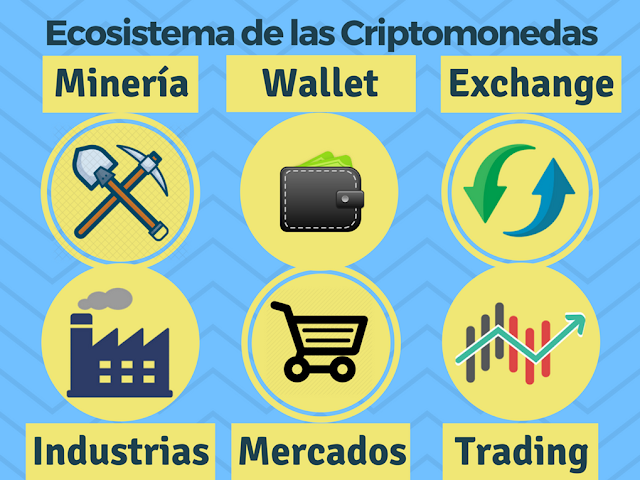 Ecosistema de las Criptomonedas
Minería Wallet Exchange
Industrias Mercados Trading